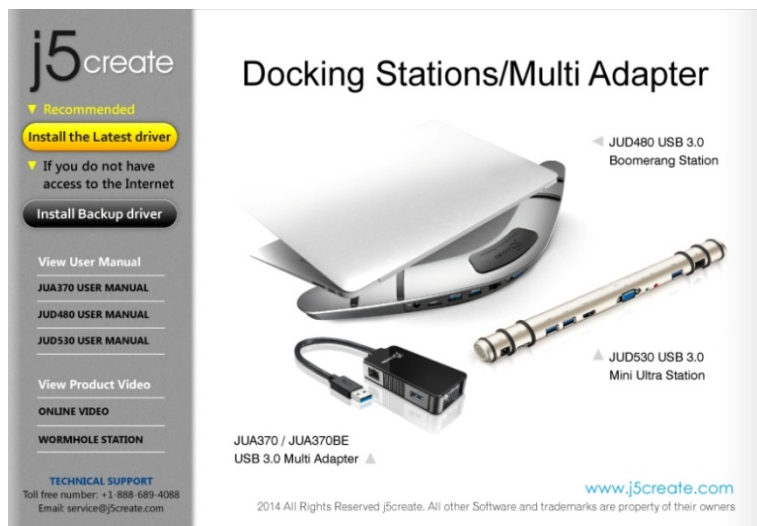 j5create
Recommended
Install the Latest driver
If you do not have
access to the Internet
Install Backup driver
View User Manual
JUA370 USER MANUAL
JUD480 USER MANUAL
JUD530 USER MANUAL
View Product Video
ONLINE VIDEO
WORMHOLE STATION
TECHNICAL SUPPORT
Toll free number: +1-888-689-4088
Email: service@j5create.com
Docking Stations/Multi Adapter
JUD480 USB 3.0
Boomerang Station
j5create
JUD530 USB 3.0
Mini Ultra Station
JUA370 / JUA370BE
USB 3.0 Multi Adapter
www.j5create.com
2014 All Rights Reserved j5create. All other Software and trademarks are property of their owners